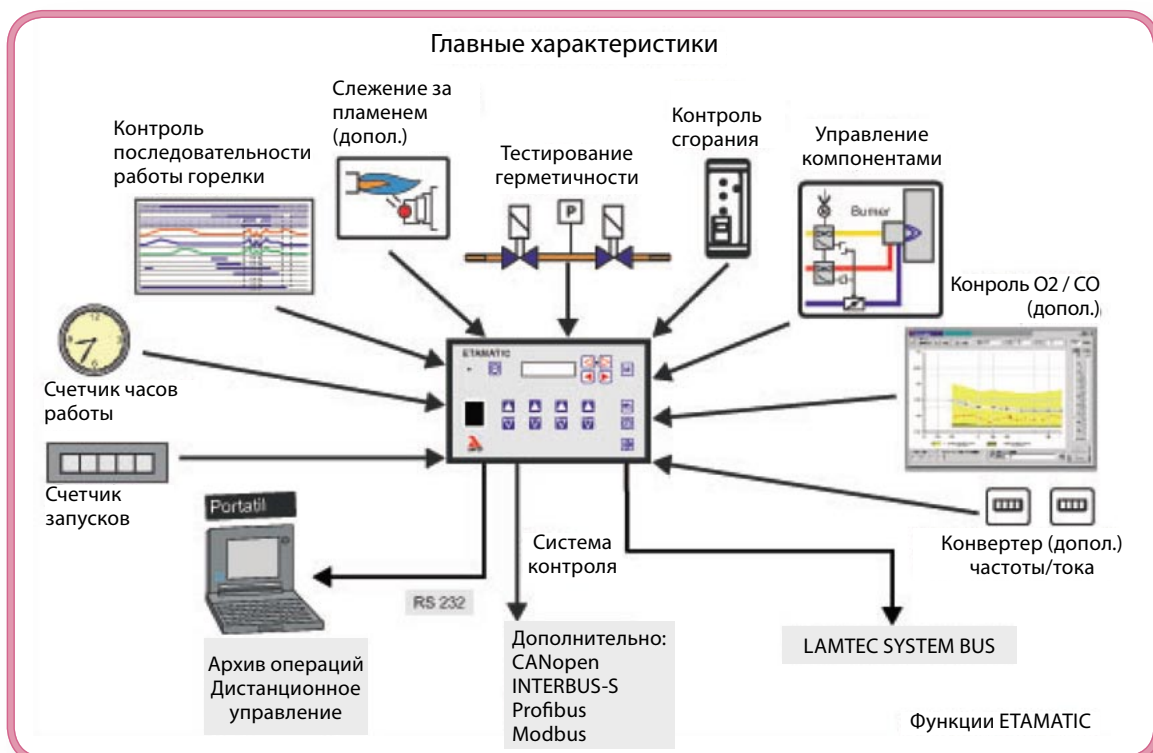 Главные характеристики
Слежение за
пламенем
(допол.)
Контроль
последовательности
работы горелки
Тестирование
герметичности
Контроль
сгорания
Управление
компонентами
P
Burner
Конроль O2 / CO
(допол.)
12
ETAMATIC
Счетчик часов
работы
Счетчик
запусков
Portatil
RS 232
Система
контроля
Конвертер (допол.)
частоты/тока
Архив операций
Дистанционное
управление
Дополнительно:
CANopen
INTERBUS-S
Profibus
Modbus
LAMTEC SYSTEM BUS
Функции ETAMATIC